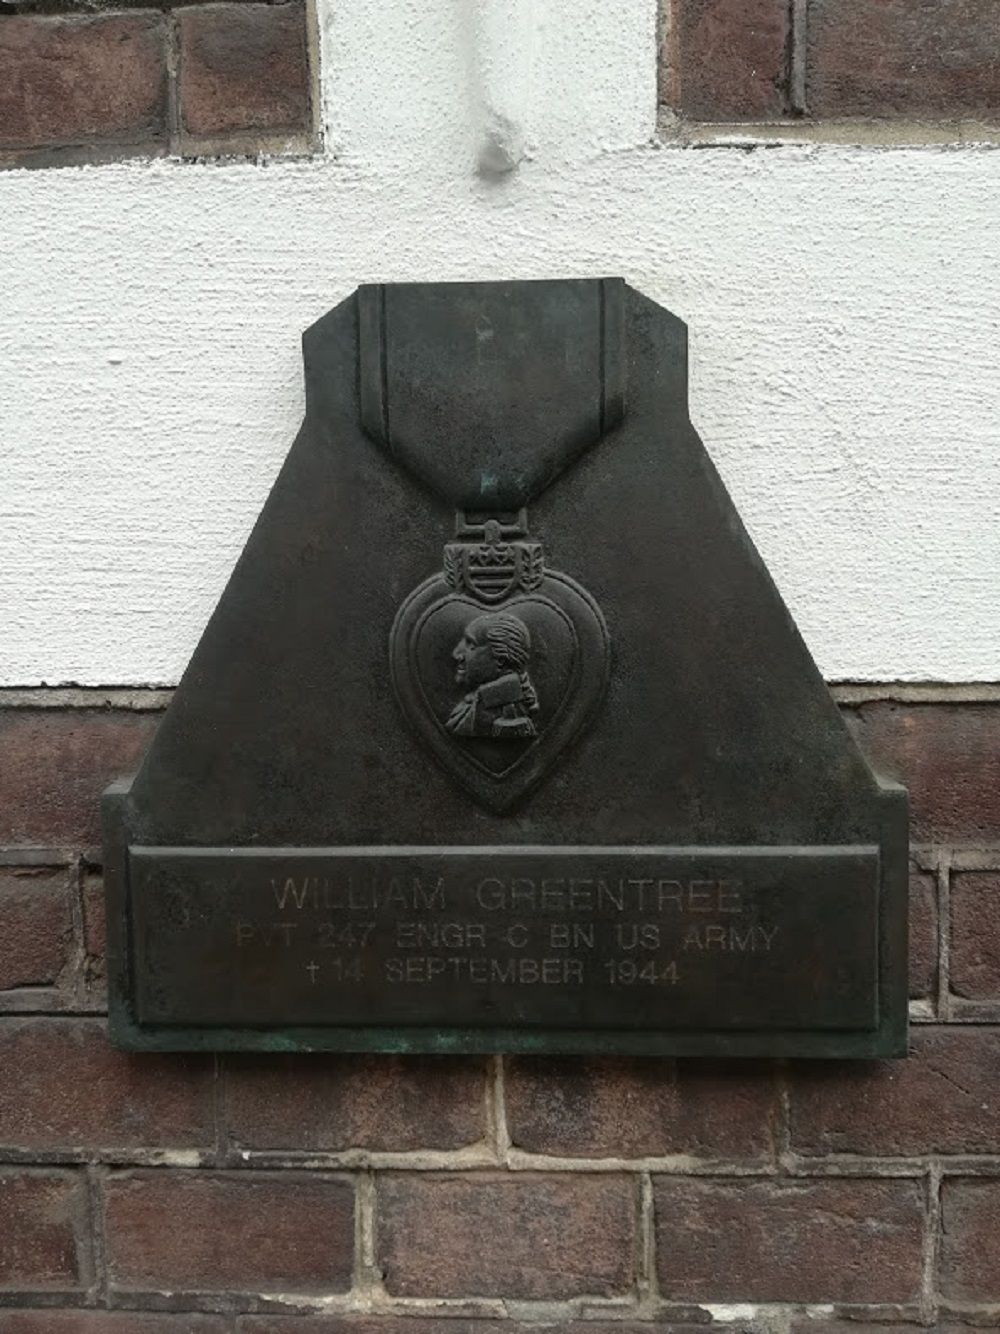 WILLIAM GREENTREE
PVT 247 ENGR C BN US ARMY
† 14 SEPTEMBER 1944